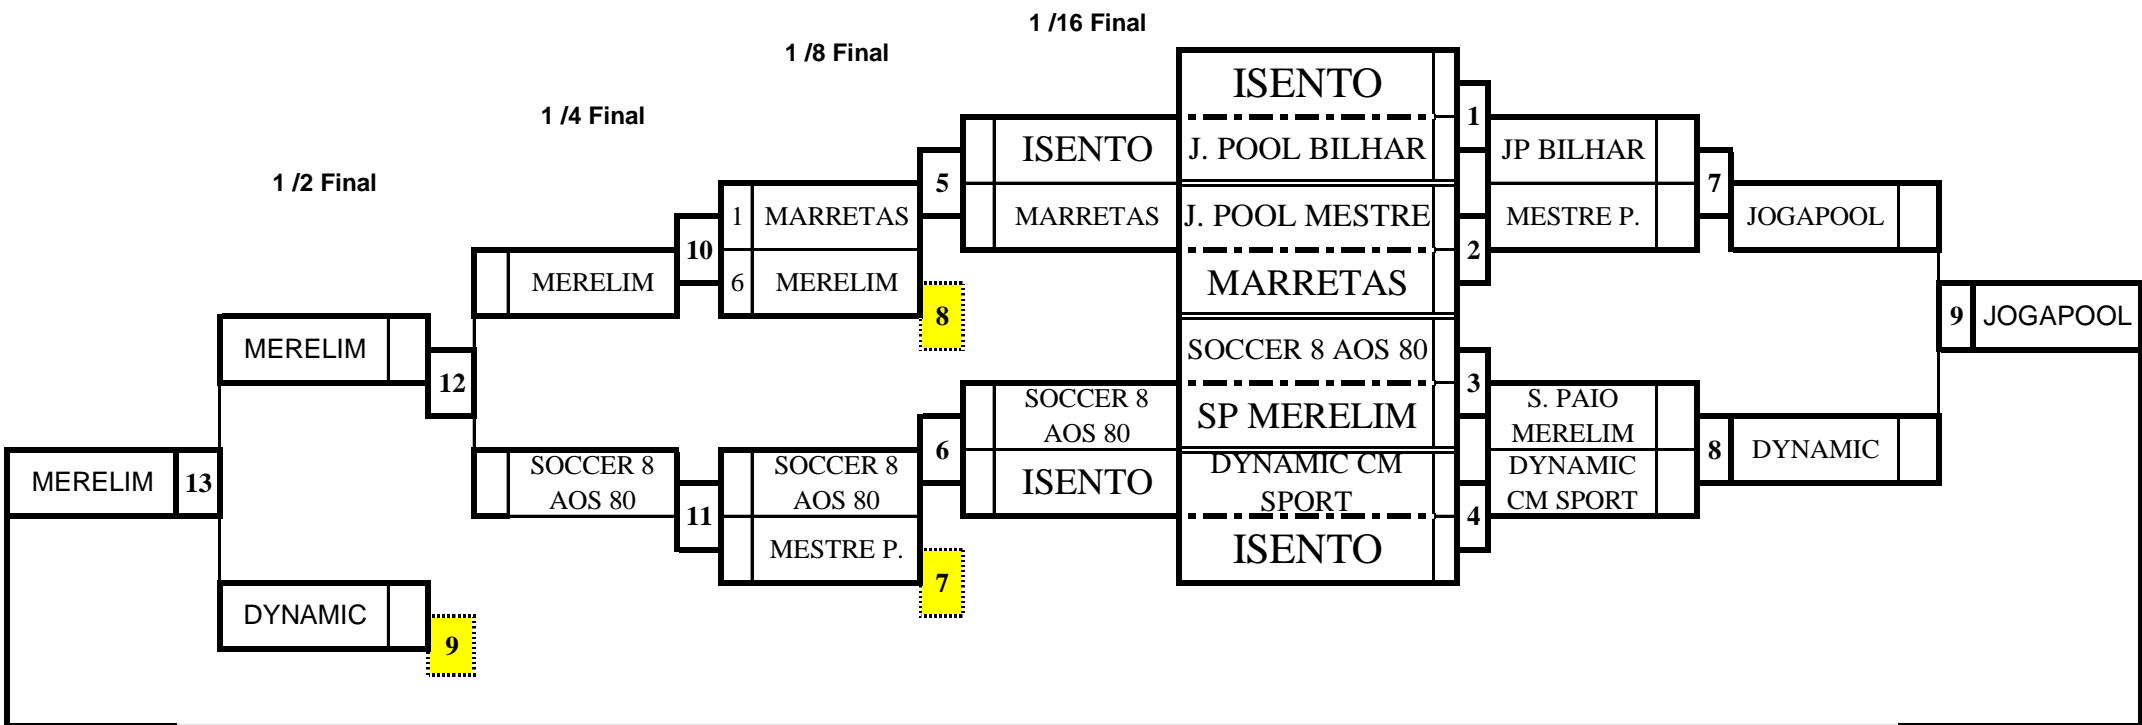 1 /16 Final
1 /8 Final
1 /4 Final
1 /2 Final
ISENTO
1
J. POOL BILHAR
ISENTO
JP BILHAR
5
7
J. POOL MESTRE
MARRETAS
MESTRE P.
1 MARRETAS
JOGAPOOL
10
2
MARRETAS
MERELIM
6 MERELIM
8
9 JOGAPOOL
MERELIM
12
SOCCER 8 AOS 80
3
SP MERELIM
SOCCER 8
AOS 80
S. PAIO
MERELIM
6
8
DYNAMIC
MERELIM 13
SOCCER 8
AOS 80
SOCCER 8
AOS 80
ISENTO
DYNAMIC CM
SPORT
DYNAMIC
CM SPORT
11
4
MESTRE P.
ISENTO
7
DYNAMIC
9